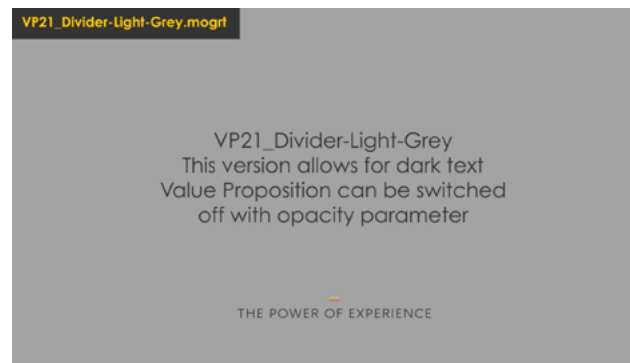 VP21_Divider-Light-Grey.mogrt
VP21_Divider-Light-Grey
This version allows for dark text
Value Proposition can be switched
off with opacity parameter
THE POWER OF EXPERIENCE